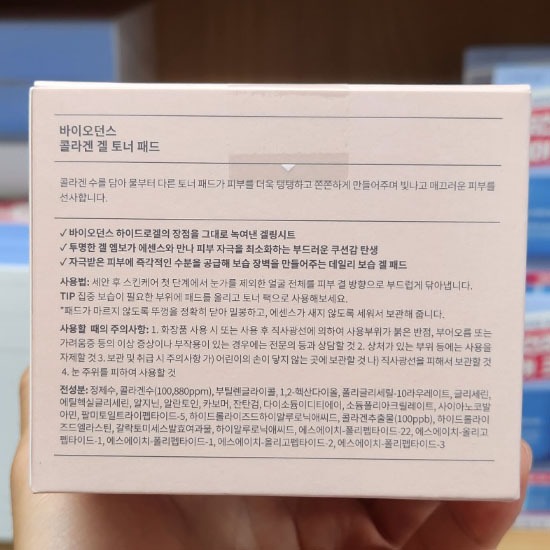 바이오던스
콜라겐 겔 토너 패드
콜라겐 수를 담아 물부터 다른 토너 패드가 피부를 더욱 탱탱하고 쫀쫀하게 만들어주며 빛나고 매끄러운 피부를
선사합니다.
✓ 바이오던스 하이드로겔의 장점을 그대로 녹여낸 겔링시트
✓ 투명한 겔 엠보가 에센스와 만나 피부 자극을 최소화하는 부드러운 쿠션감 탄생
✓ 자극받은 피부에 즉각적인 수분을 공급해 보습 장벽을 만들어주는 데일리 보습 겔 패드
사용법: 세안 후 스킨케어 첫 단계에서 눈가를 제외한 얼굴 전체를 피부 결 방향으로 부드럽게 닦아냅니다.
TIP 집중 보습이 필요한 부위에 패드를 올리고 토너 팩으로 사용해보세요.
*패드가 마르지 않도록 뚜껑을 정확히 닫아 밀봉하고, 에센스가 새지 않도록 세워서 보관해 줍니다.
사용할 때의 주의사항: 1. 화장품 사용 시 또는 사용 후 직사광선에 의하여 사용부위가 붉은 반점, 부어오름 또는
가려움증 등의 이상 증상이나 부작용이 있는 경우에는 전문의 등과 상담할 것 2. 상처가 있는 부위 등에는 사용을
자제할 것 3. 보관 및 취급 시 주의사항 가) 어린이의 손이 닿지 않는 곳에 보관할 것 나) 직사광선을 피해서 보관할 것
4. 눈 주위를 피하여 사용할 것
전성분: 정제수, 콜라겐수(100,880ppm), 부틸렌글라이콜, 1,2-헥산다이올, 폴리글리세릴-10라우레이트, 글리세린,
에틸헥실글리세린, 알지닌, 알란토인, 카보머, 잔탄검, 다이소듐이디티에이, 소듐폴리아크릴레이트, 사이아노코발
아민, 팔미토일트라이펩타이드-5, 하이드롤라이즈드하이알루로닉애씨드, 콜라겐추출물(100ppb), 하이드롤라이
즈드엘라스틴, 갈락토미세스발효여과물, 하이알루로닉애씨드, 에스에이치-폴리펩타이드-22, 에스에이치-올리고
펩타이드-1, 에스에이치-폴리펩타이드-1, 에스에이치-올리고펩타이드-2, 에스에이치-폴리펩타이드-3